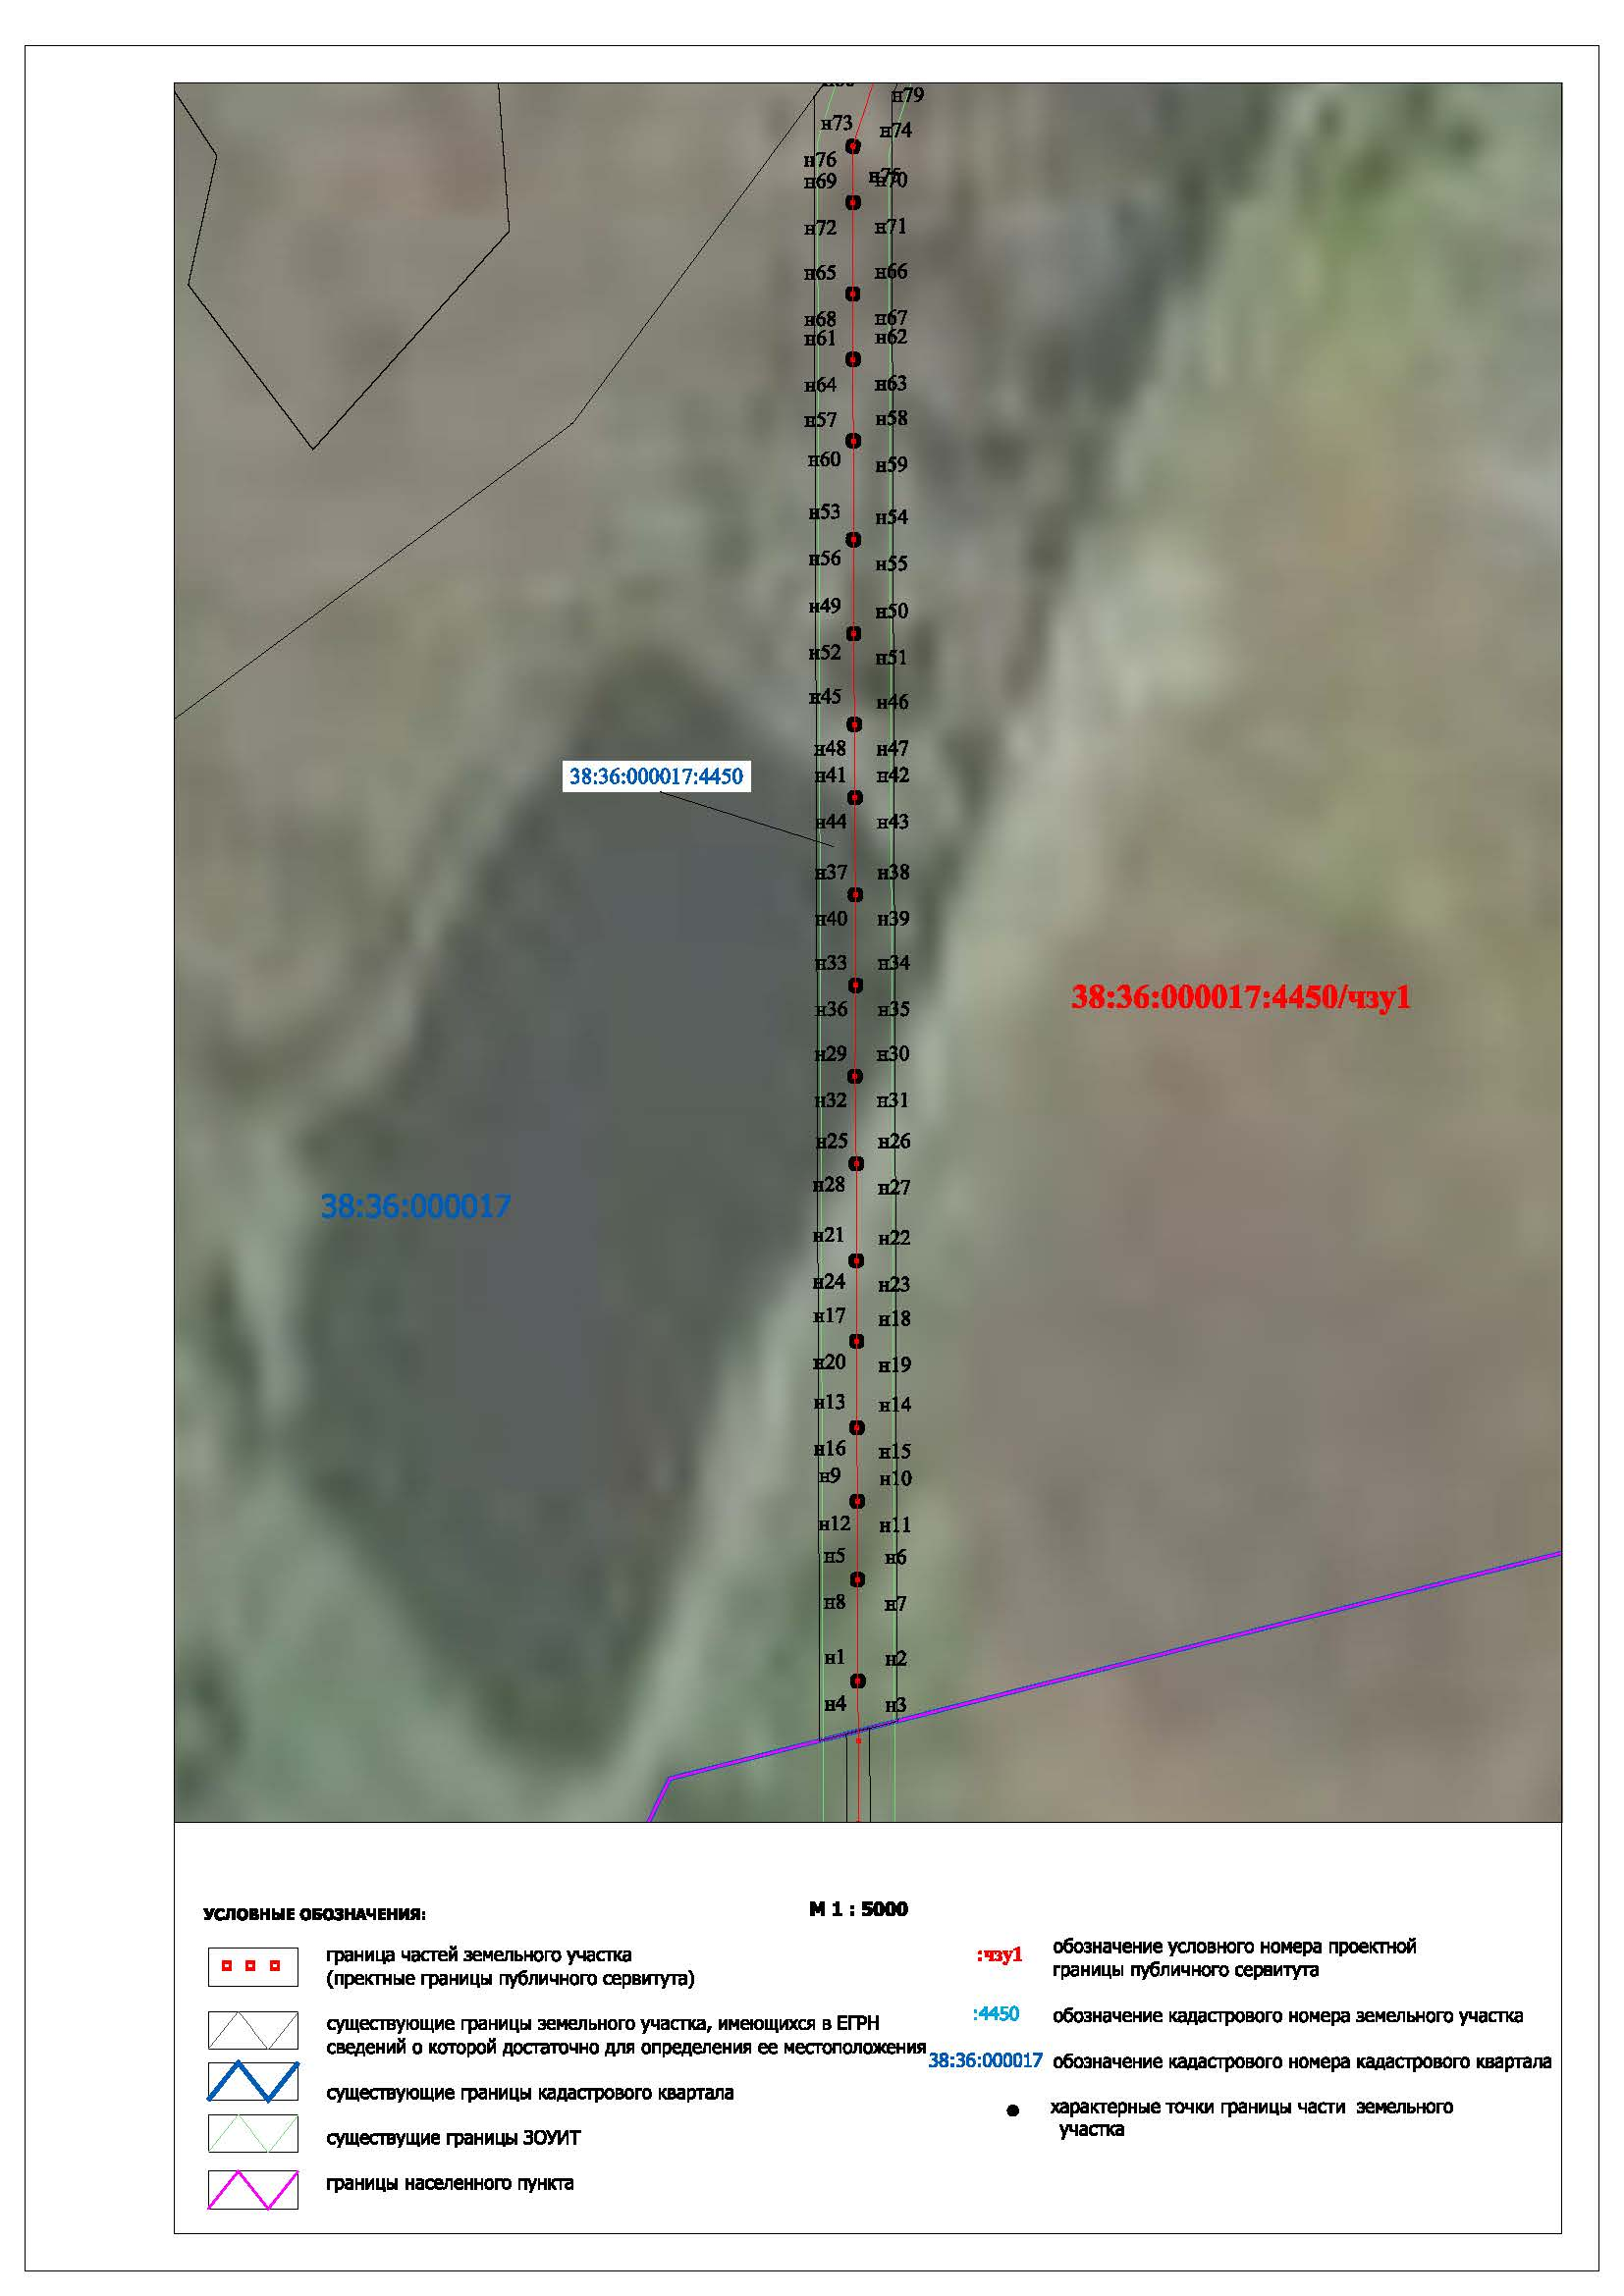 н79
н73
н74
н76
н75
н69
н70
н72
н71
н65
н66
н68
н67
н61
н62
н64
н63
н57
н58
н60
н59
н53
н54
н56
н55
н49
н50
н52
н51
н45
н46
н48
н47
н41
н42
38:36:000017:4450
н44
н43
н37
н38
н40
н39
н33
н34
38:36:000017:4450/чзу1
н36
н35
н29
н30
н32
н31
н25
н26
н28
н27
38:36:000017
н21
н22
н24
н23
н17
н18
н20
н19
н13
н14
н16
н15
н9
н10
н12
н11
н5
н6
н8
н7
н1
н2
н4
н3
М 1 : 5000
УСЛОВНЫЕ ОБОЗНАЧЕНИЯ:
граница частей земельного участка
(пректные границы публичного сервитута)
существующие границы земельного участка, имеющихся в ЕГРН
сведений о которой достаточно для определения ее местоположения
существующие границы кадастрового квартала
существущие границы ЗОУИТ
границы населенного пункта
:чзу1 обозначение условного номера проектной
границы публичного сервитута
:4450 обозначение кадастрового номера земельного участка
38:36:000017 обозначение кадастрового номера кадастрового квартала
характерные точки границы части земельного
участка